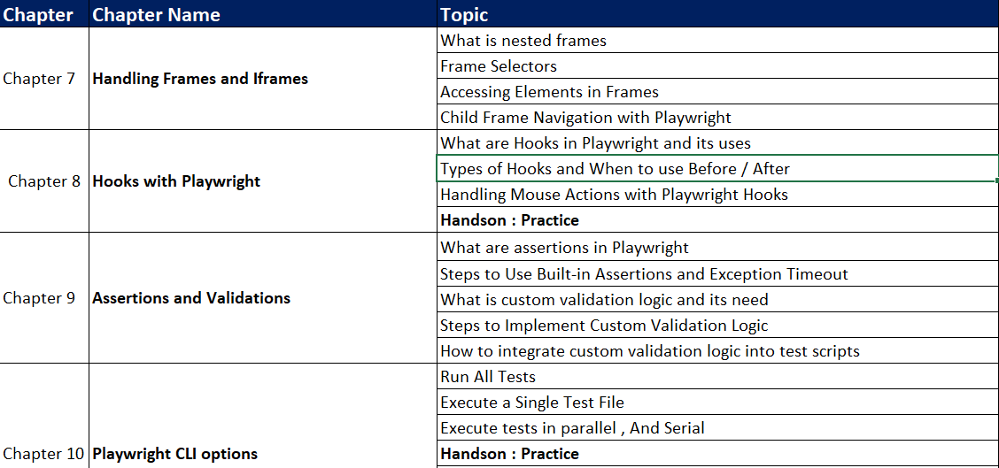 Chapter Chapter Name Topic
What is nested frames
Frame Selectors
Chapter 7 Handling Frames and Iframes
Accessing Elements in Frames
Child Frame Navigation with Playwright
What are Hooks in Playwright and its uses
Types of Hooks and When to use Before / After
Chapter 8 Hooks with Playwright
Handling Mouse Actions with Playwright Hooks
Handson : Practice
What are assertions in Playwright
Steps to Use Built-in Assertions and Exception Timeout
Chapter 9 Assertions and Validations
What is custom validation logic and its need
Steps to Implement Custom Validation Logic
How to integrate custom validation logic into test scripts
Run All Tests
Execute a Single Test File
Execute tests in parallel , And Serial
Chapter 10 Playwright CLI options
Handson : Practice